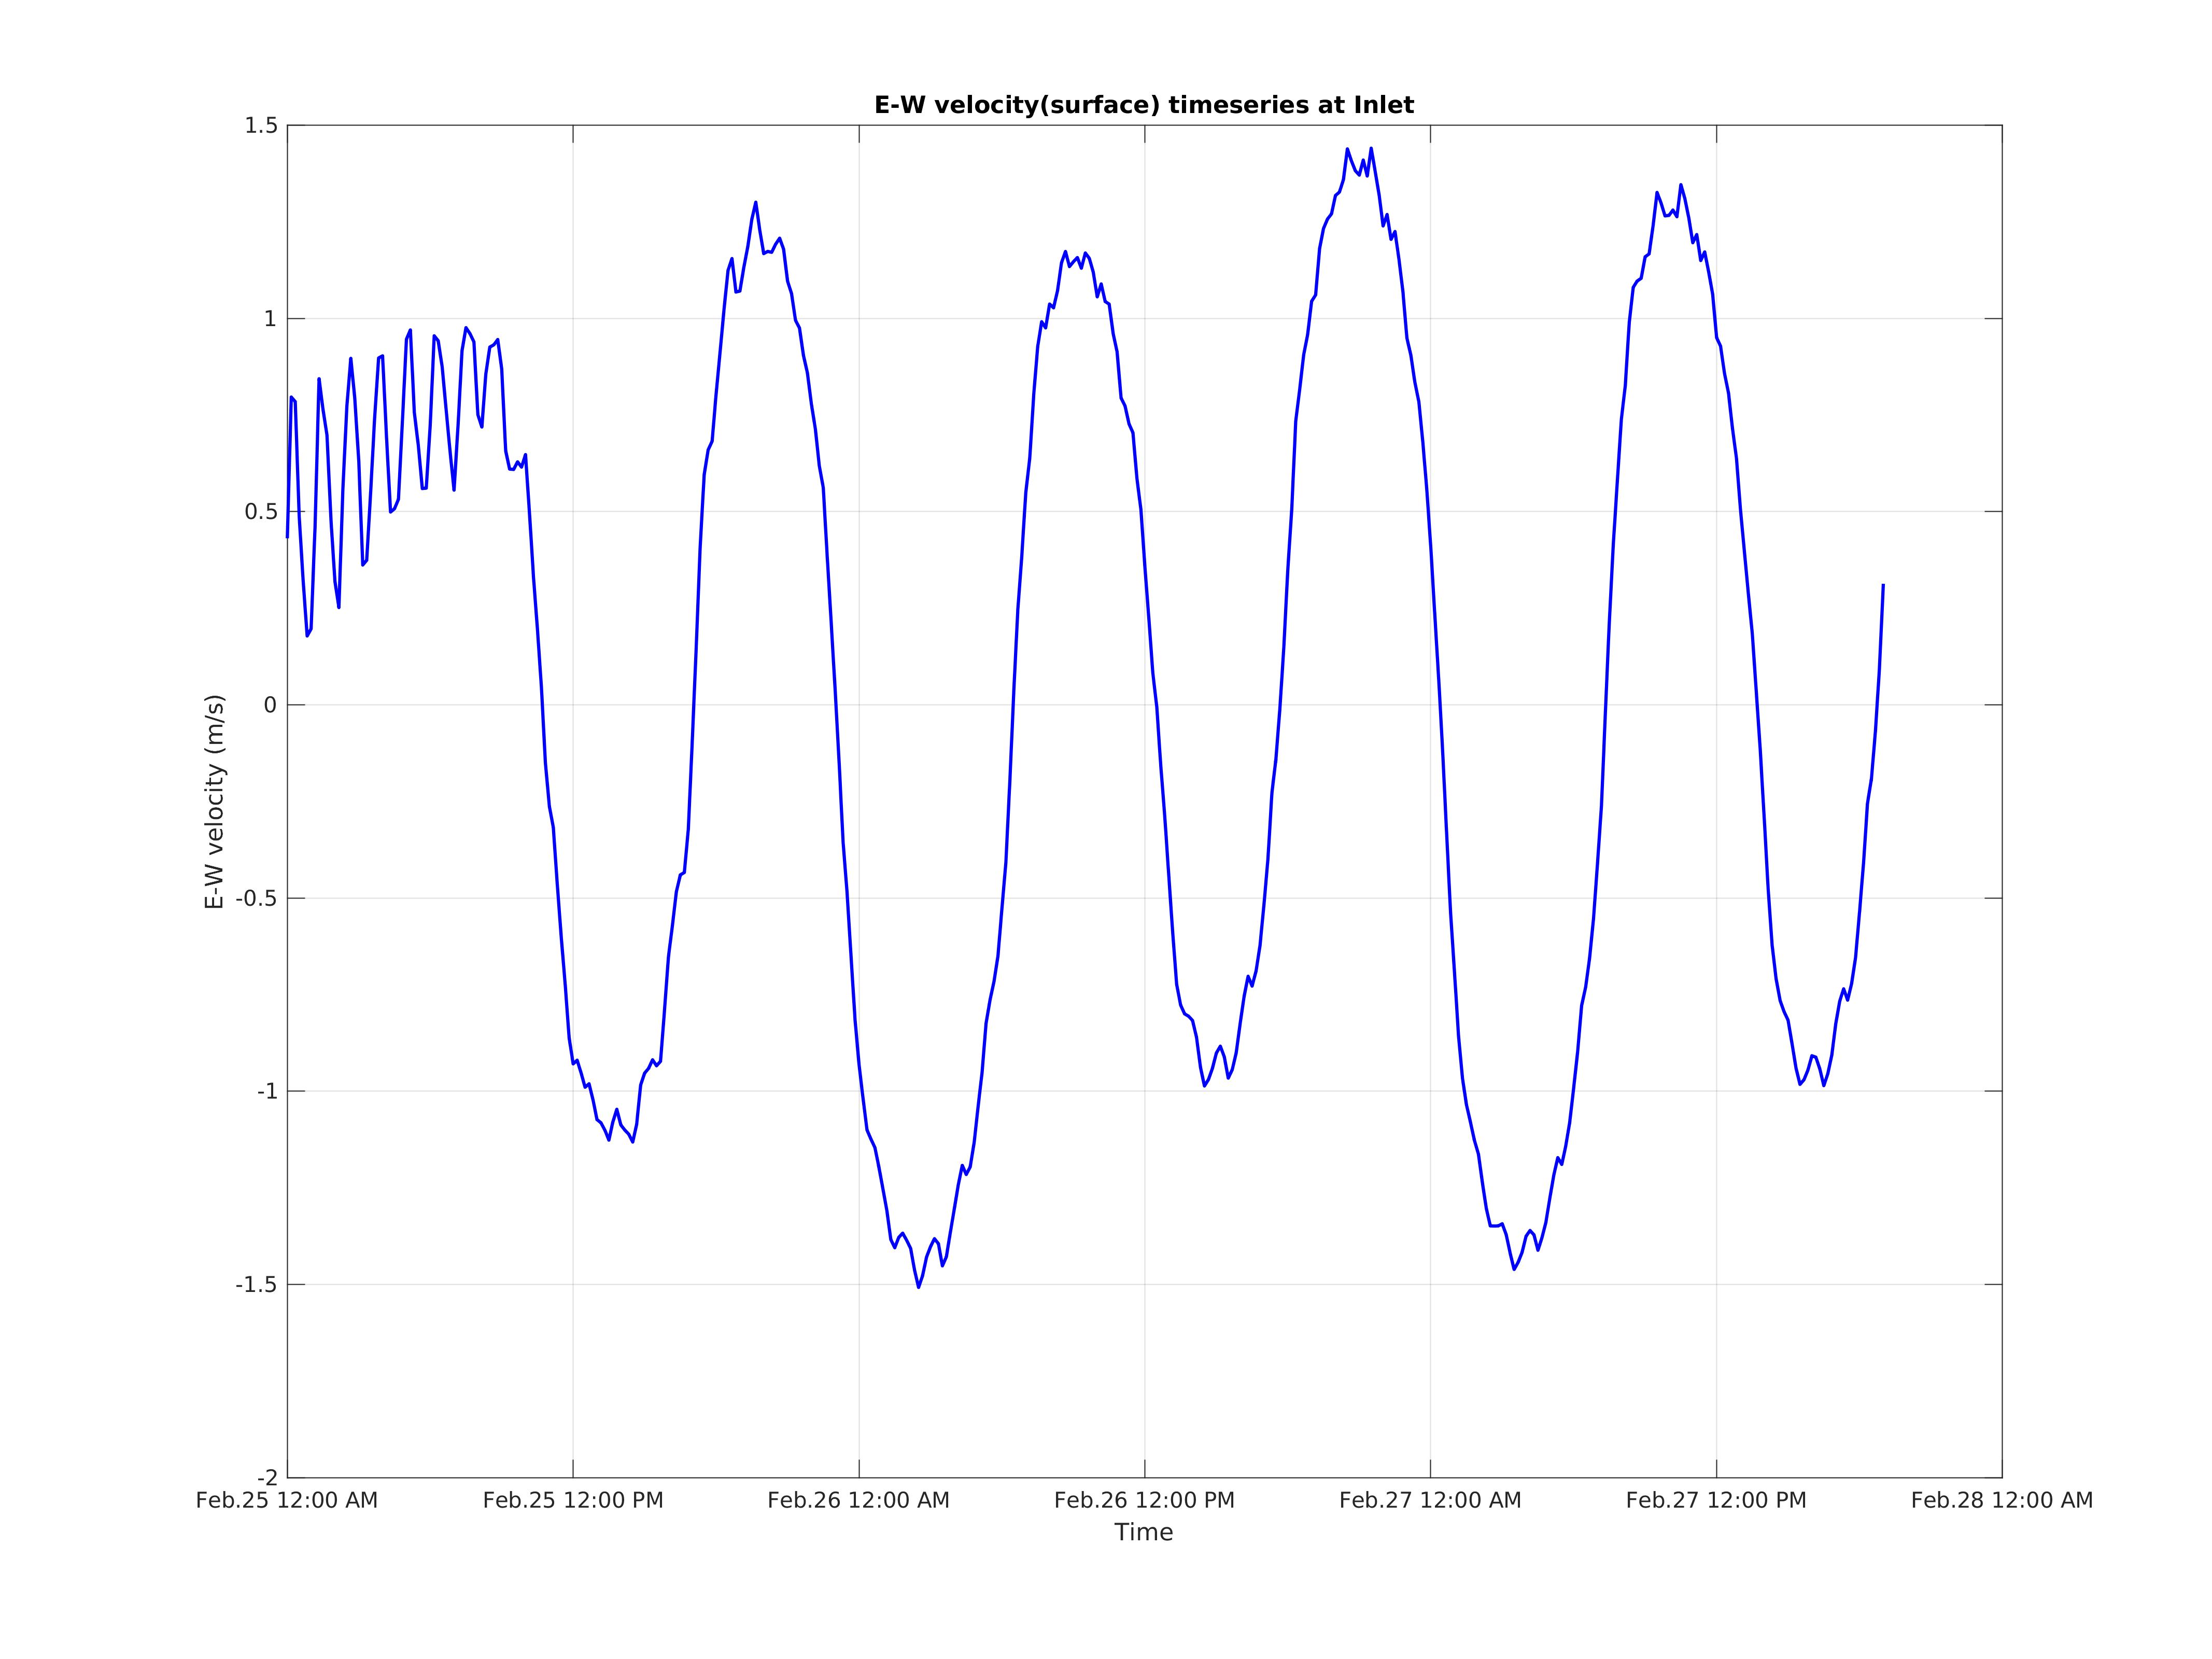 E-W velocity(surface) timeseries at Inlet
1.5
1
0.5
0
-0.5
-1
-1.5
-2
E-W velocity (m/s)
Feb.25 12:00 AM Feb.25 12:00 PM Feb.26 12:00 AM Feb.26 12:00 PM Feb.27 12:00 AM Feb.27 12:00 PM Feb.28 12:00 AM
Time